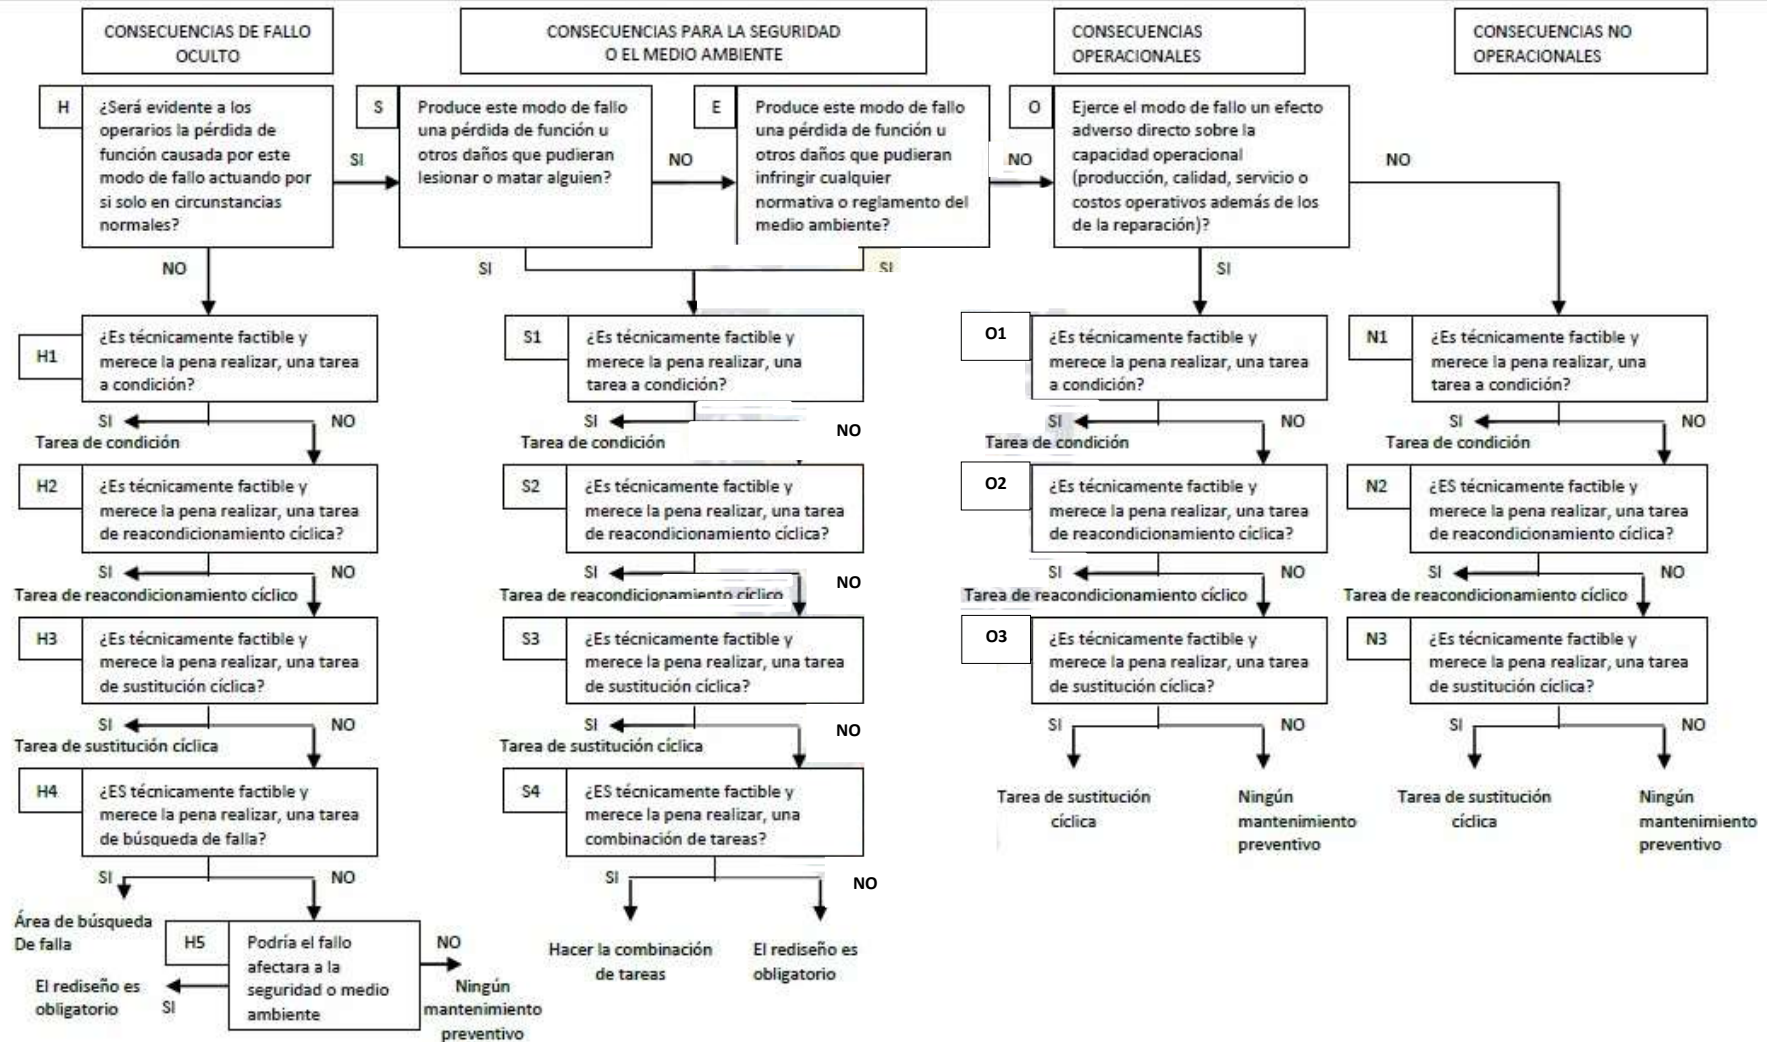 CONSECUENCIAS DE FALLO
OCULTO
CONSECUENCIAS PARA LA SEGURIDAD
O EL MEDIO AMBIENTE
CONSECUENCIAS
OPERACIONALES
CONSECUENCIAS NO
OPERACIONALES
H
¿Será evidente a los
operarios la pérdida de
función causada por este
modo de fallo actuando por
si solo en circunstancias
normales?
SI
NO
S
Produce este modo de fallo
una pérdida de función u
otros daños que pudieran
lesionar o matar alguien?
NO
SI
E
Produce este modo de fallo
una pérdida de función u
otros daños que pudieran
infringir cualquier
normativa o reglamento del
medio ambiente?
NO
SI
O
Ejerce el modo de fallo un efecto
adverso directo sobre la
capacidad operacional
(producción, calidad, servicio o
costos operativos además de los
de la reparación)?
NO
SI
H1
¿Es técnicamente factible y
merece la pena realizar, una tarea
a condición?
SI
NO
Tarea de condición
H2
¿Es técnicamente factible y
merece la pena realizar, una tarea
de reacondicionamiento cíclica?
SI
NO
Tarea de reacondicionamiento cíclico
H3
¿Es técnicamente factible y
merece la pena realizar, una tarea
de sustitución cíclica?
SI
NO
Tarea de sustitución cíclica
H4
¿ES técnicamente factible y
merece la pena realizar, una tarea
de búsqueda de falla?
SI
NO
Área de búsqueda
De falla
H5
Podría el fallo
afectara a la
seguridad o medio
ambiente
NO
SI
El rediseño es
obligatorio
Ningún
mantenimiento
preventivo
S1
¿Es técnicamente factible y
merece la pena realizar, una
tarea a condición?
SI
NO
Tarea de condición
S2
¿Es técnicamente factible y
merece la pena realizar, una tarea
de reacondicionamiento cíclica?
SI
NO
Tarea de reacondicionamiento cíclico
S3
¿Es técnicamente factible y
merece la pena realizar, una tarea
de sustitución cíclica?
SI
NO
Tarea de sustitución cíclica
S4
¿ES técnicamente factible y
merece la pena realizar, una
combinación de tareas?
SI
NO
Hacer la combinación
de tareas
El rediseño es
obligatorio
O1
¿Es técnicamente factible y
merece la pena realizar, una tarea
a condición?
SI
NO
Tarea de condición
O2
¿Es técnicamente factible y
merece la pena realizar, una tarea
de reacondicionamiento cíclica?
SI
NO
Tarea de reacondicionamiento cíclico
O3
¿Es técnicamente factible y
merece la pena realizar, una tarea
de sustitución cíclica?
SI
NO
Tarea de sustitución
cíclica
Ningún
mantenimiento
preventivo
N1
¿Es técnicamente factible y
merece la pena realizar, una
tarea a condición?
SI
NO
Tarea de condición
N2
¿ES técnicamente factible y
merece la pena realizar, una tarea
de reacondicionamiento cíclica?
SI
NO
Tarea de reacondicionamiento cíclico
N3
¿Es técnicamente factible y
merece la pena realizar, una tarea
de sustitución cíclica?
SI
NO
Tarea de sustitución
cíclica
Ningún
mantenimiento
preventivo